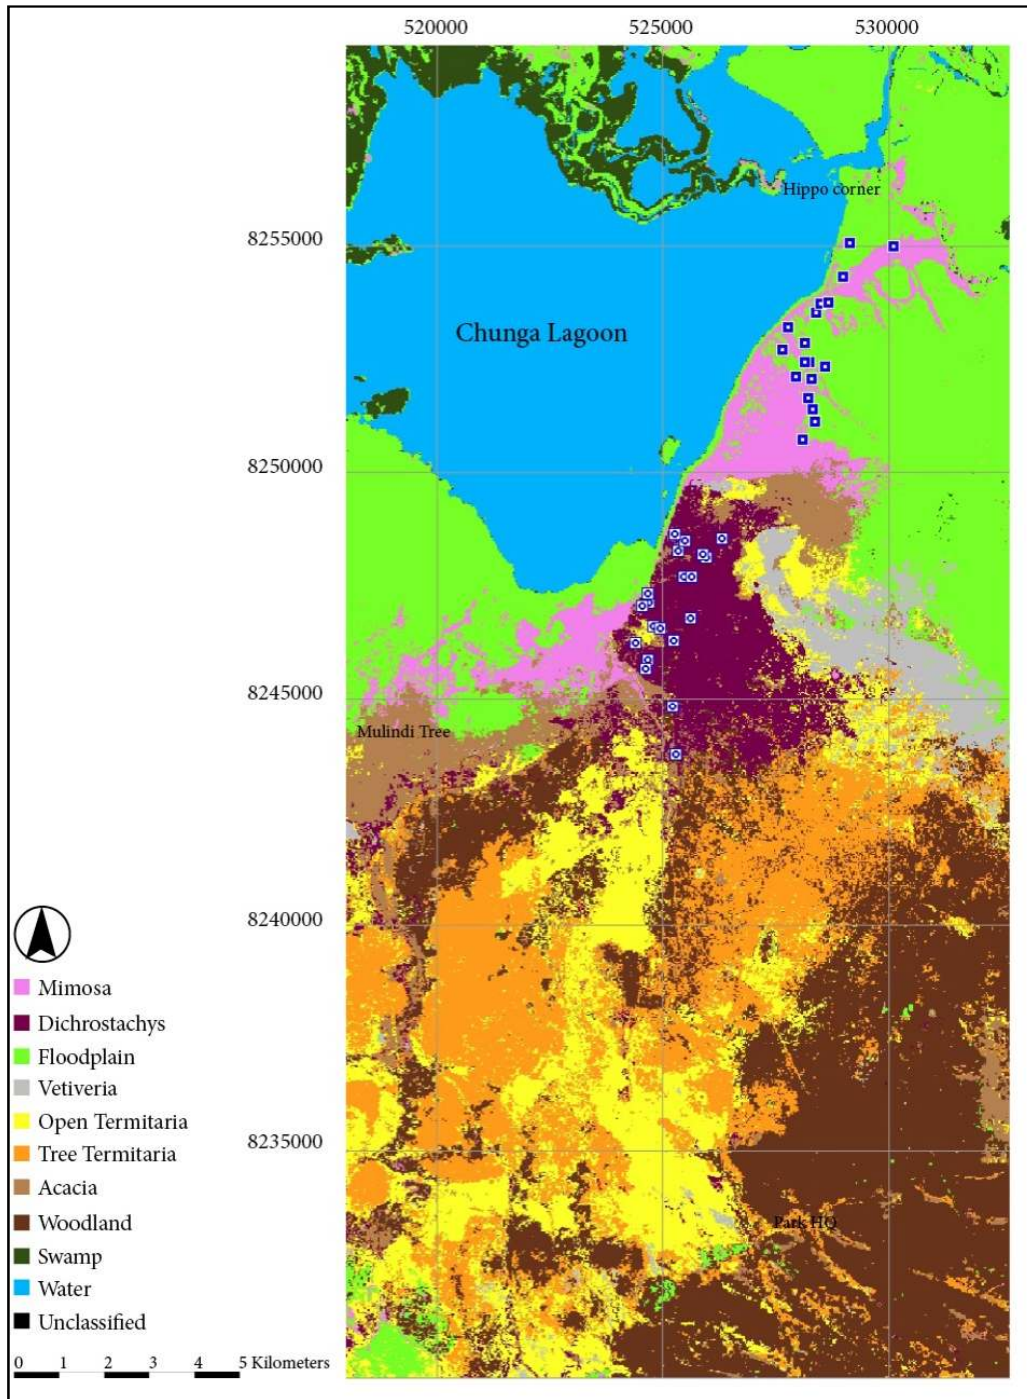 520000 525000 530000
Hippo corner
8255000
Chunga Lagoon
8250000
8245000
Mulindi Tree
8240000
Mimosa
Dichrostachys
Floodplain
Vetiveria
Open Termitaria
8235000
Tree Termitaria
Acacia
Woodland
Park HQ
Swamp
Water
Unclassified
0 1 2 3 4 5 Kilometers